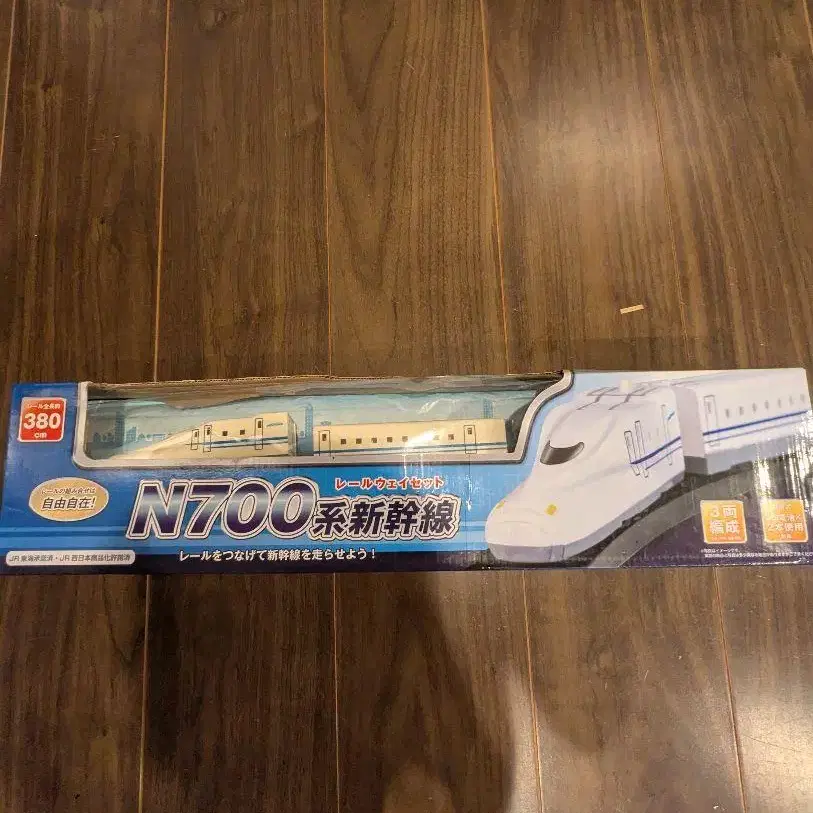 レール全長約
380
cm
レールの組み合せは
自由自在!
レールウェイセット
N700系新幹線
レールをつなげて新幹線を走らせよう!
JR東海承認済・JR西日本商品化許諾済
3両
編成
2本使用